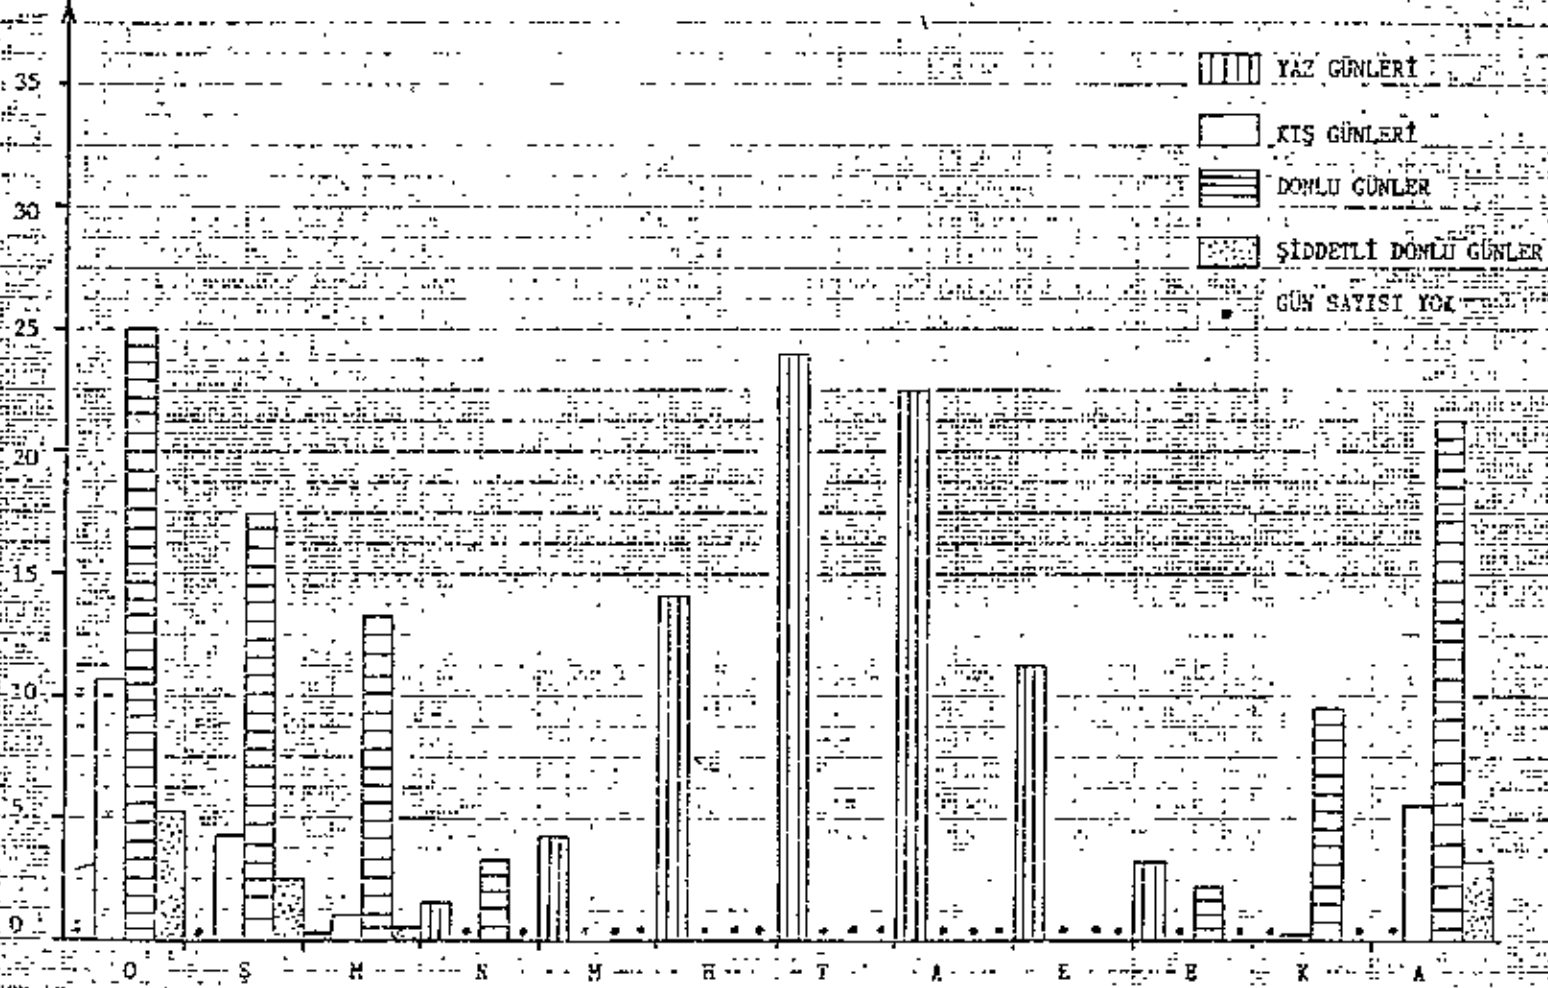 35
30
25
20
15
10
5
0
YAZ GÜNLERİ
KIŞ GÜNLERİ
DONLU GÜNLER
ŞİDDETLİ DONLU GÜNLER
GÜN SAYISI YOK
O Ş M N M H T A E E K A